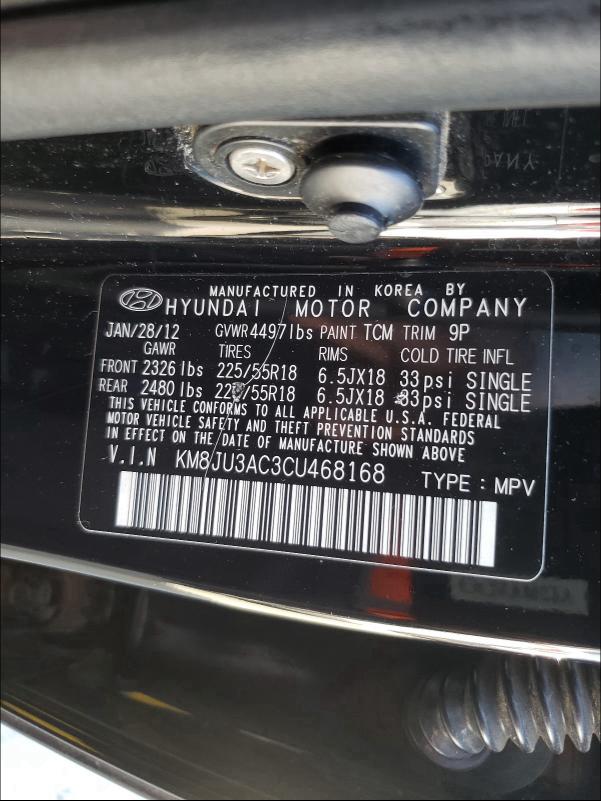 MANUFACTURED IN KOREA BY
HYUNDAI MOTOR COMPANY
JAN/28/12 GVWR 4497lbs PAINT TCM TRIM 9P
GAWR TIRES RIMS COLD TIRE INFL
FRONT 2326 lbs 225/55R18 6.5JX18 33psi SINGLE
REAR 2480 lbs 225/55R18 6.5JX18 33psi SINGLE
THIS VEHICLE CONFORMS TO ALL APPLICABLE U.S.A. FEDERAL
MOTOR VEHICLE SAFETY AND THEFT PREVENTION STANDARDS
IN EFFECT ON THE DATE OF MANUFACTURE SHOWN ABOVE
V.I.N KM8JU3AC3CU468168 TYPE : MPV